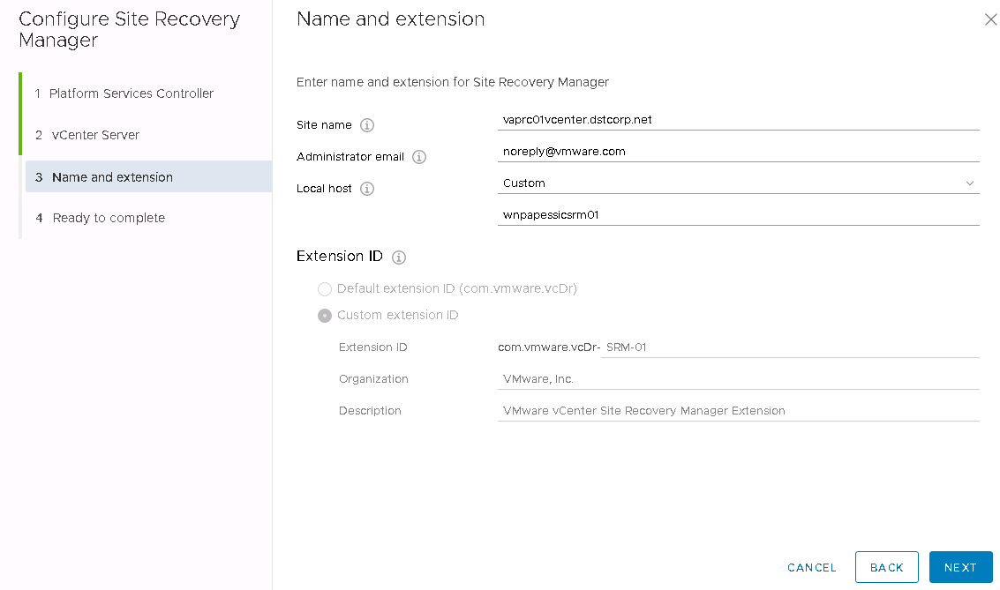 Configure Site Recovery
Manager
1 Platform Services Controller
2 vCenter Server
3 Name and extension
4 Ready to complete
Name and extension
Enter name and extension for Site Recovery Manager
Site name vaprc01vcenter.dstcorp.net
Administrator email noreply@vmware.com
Local host Custom
wnpapessicsrm01
Extension ID
Default extension ID (com.vmware.vcDr)
Custom extension ID
Extension ID com.vmware.vcDr- SRM-01
Organization VMware, Inc.
Description VMware vCenter Site Recovery Manager Extension
CANCEL BACK NEXT